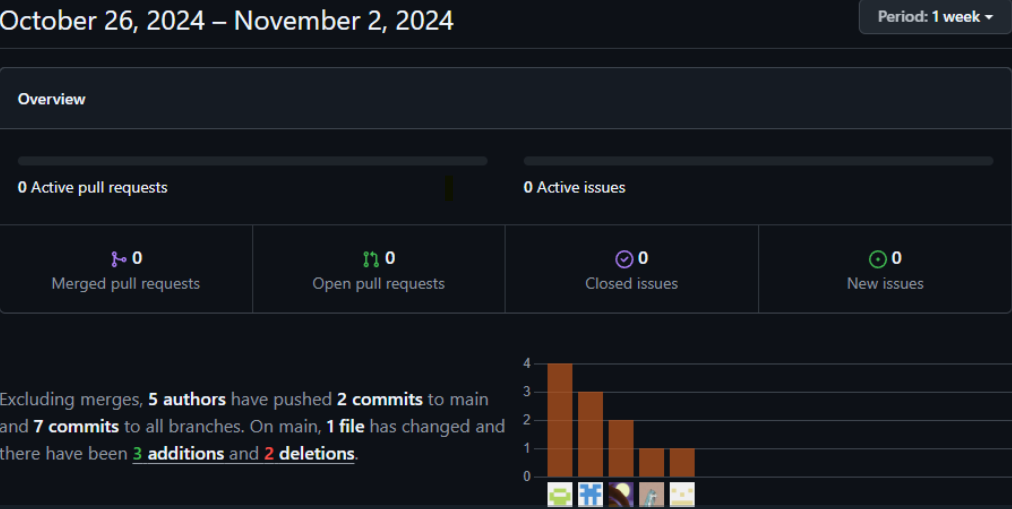 October 26, 2024 – November 2, 2024
Period: 1 week
Overview
0 Active pull requests
0 Active issues
0
Merged pull requests
0
Open pull requests
0
Closed issues
0
New issues
Excluding merges, 5 authors have pushed 2 commits to main
and 7 commits to all branches. On main, 1 file has changed and
there have been 3 additions and 2 deletions.
4
3
2
1
0